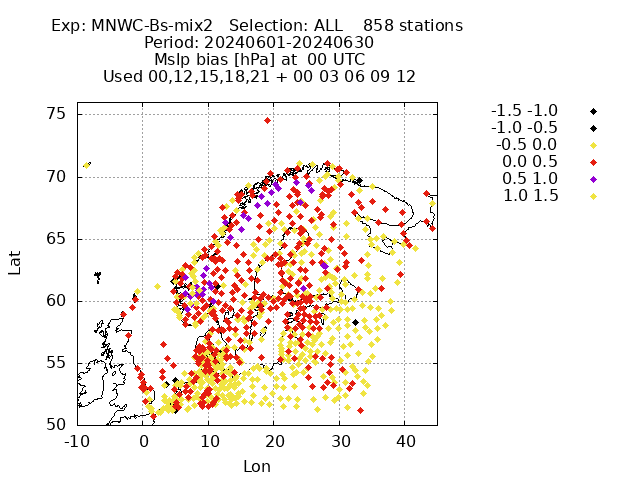 Exp: MNWC-Bs-mix2   Selection: ALL    858 stations
Period: 20240601-20240630
Mslp bias [hPa] at  00 UTC
Used 00,12,15,18,21 + 00 03 06 09 12
-1.5 -1.0
-1.0 -0.5
-0.5 0.0
0.0 0.5
0.5 1.0
1.0 1.5
75
70
65
60
55
50
Lat
-10 0 10 20 30 40
Lon